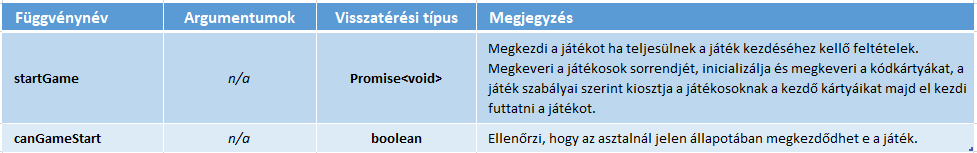 Függvénynév Argumentumok Visszatérési típus Megjegyzés
Megkezdi a játékot ha teljesülnek a játék kezdéséhez kellő feltételek.
Megkeveri a játékosok sorrendjét, inicializálja és megkeveri a kódkártyákat, a
startGame n/a Promise<void>
játék szabályai szerint kiosztja a játékosoknak a kezdő kártyáikat majd el kezdi
futtatni a játékot.
canGameStart n/a boolean Ellenőrzi, hogy az asztalnál jelen állapotában megkezdődhet e a játék.